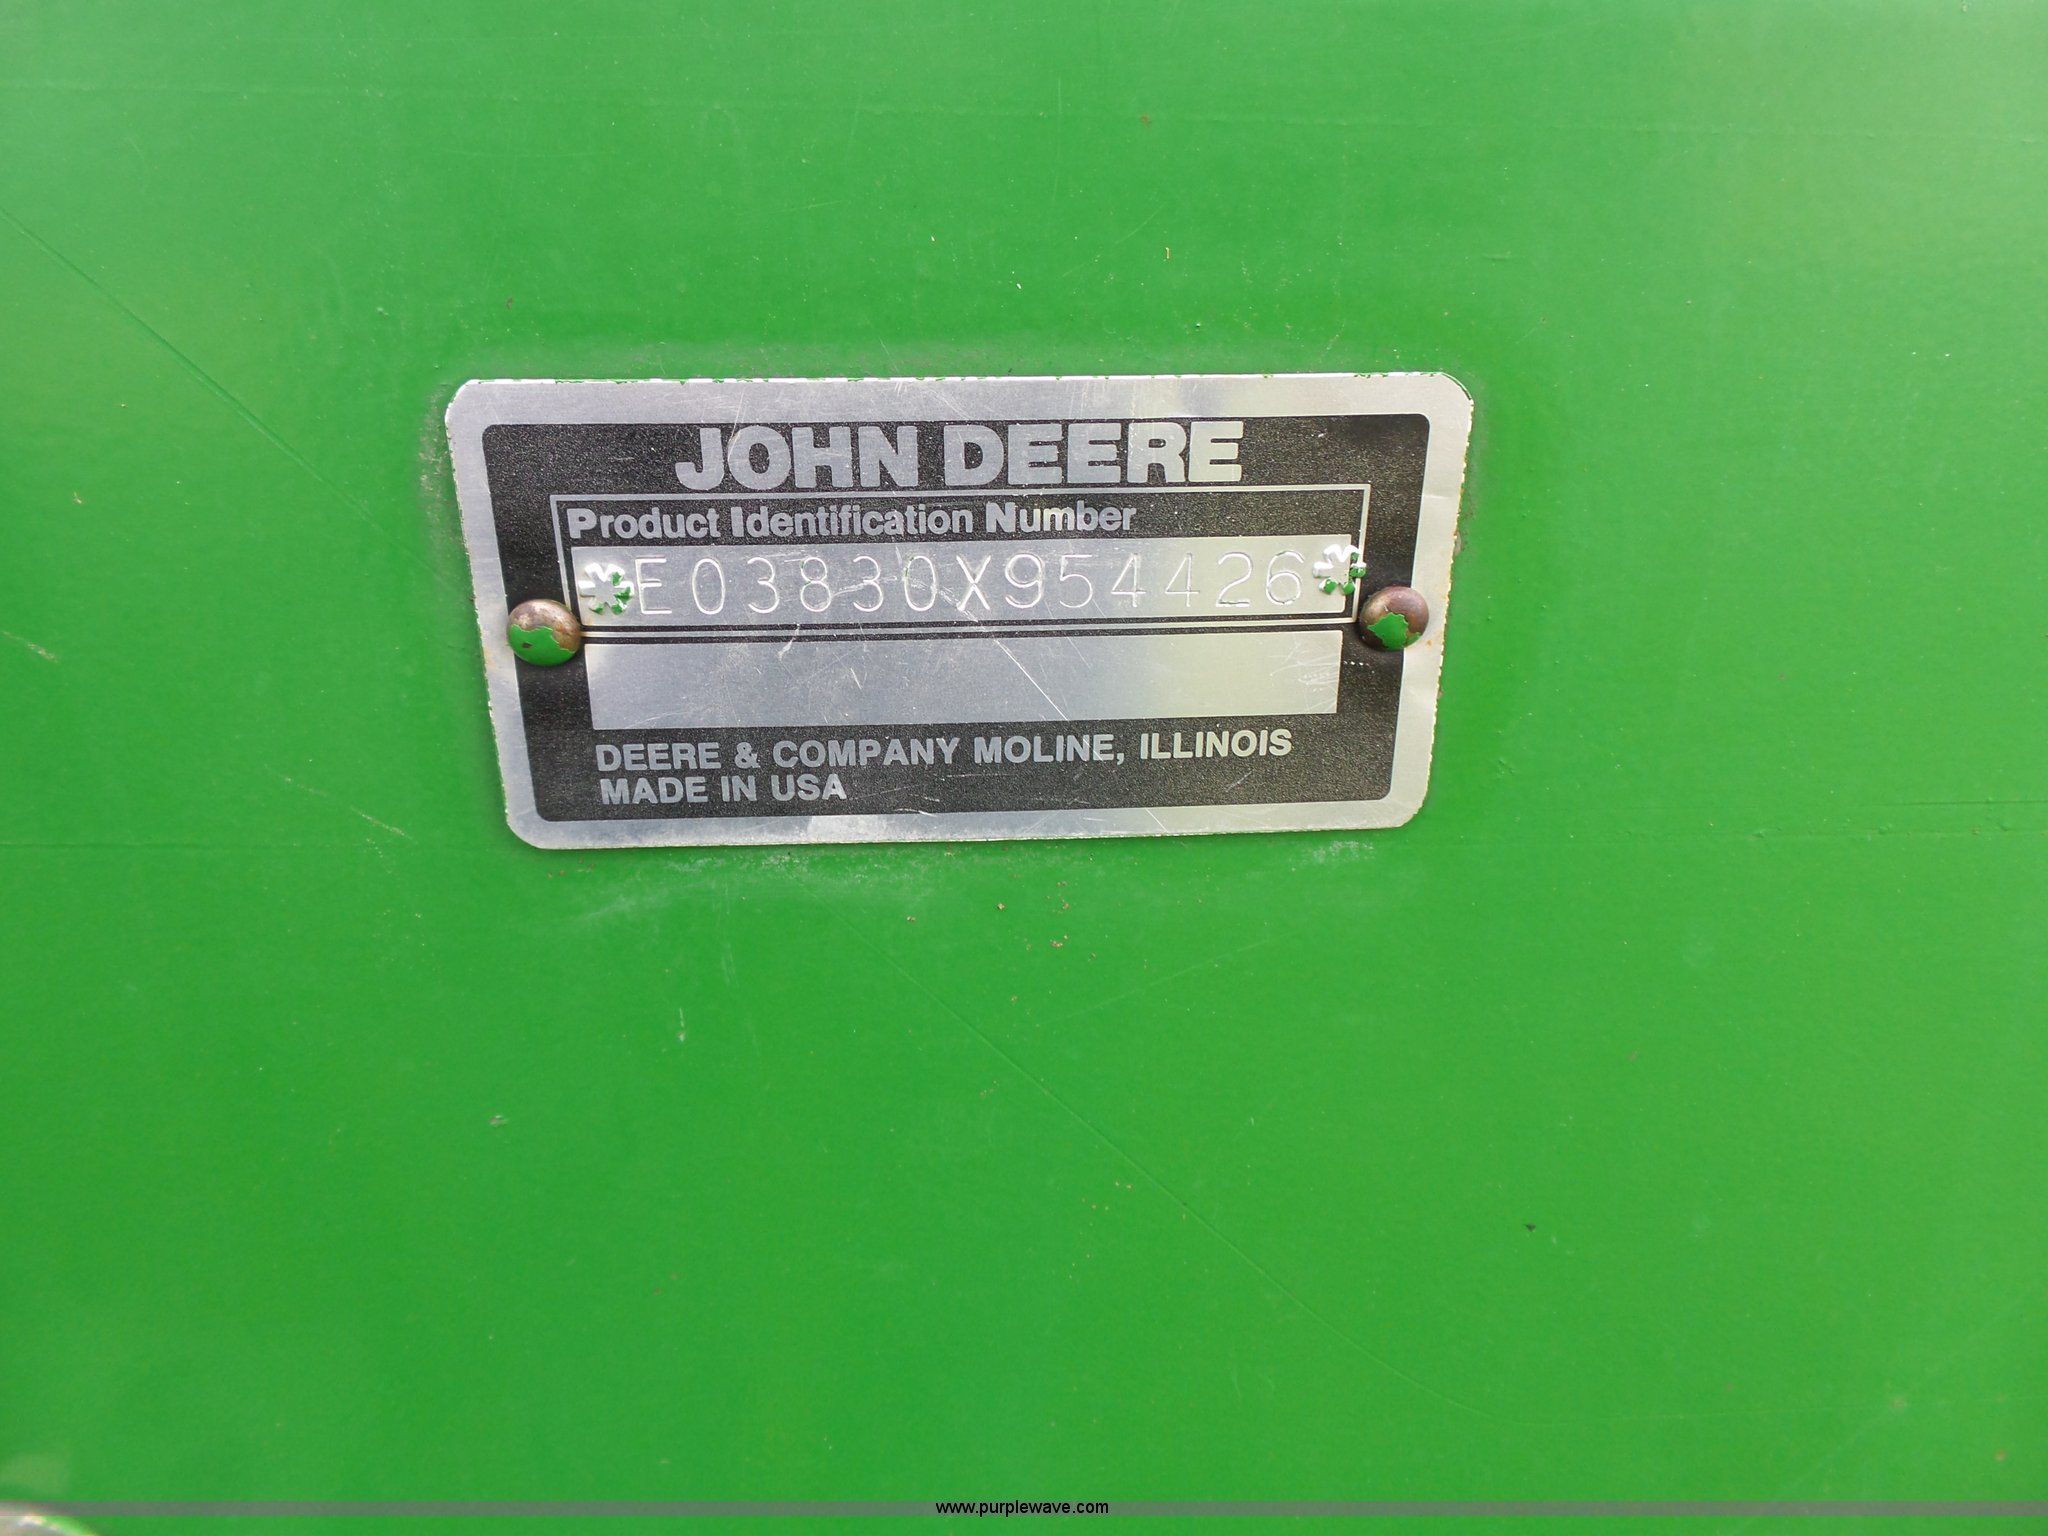 JOHN DEERE
Product Identification Number
*E03830X954426*
DEERE & COMPANY MOLINE, ILLINOIS
MADE IN USA
www.purplewave.com